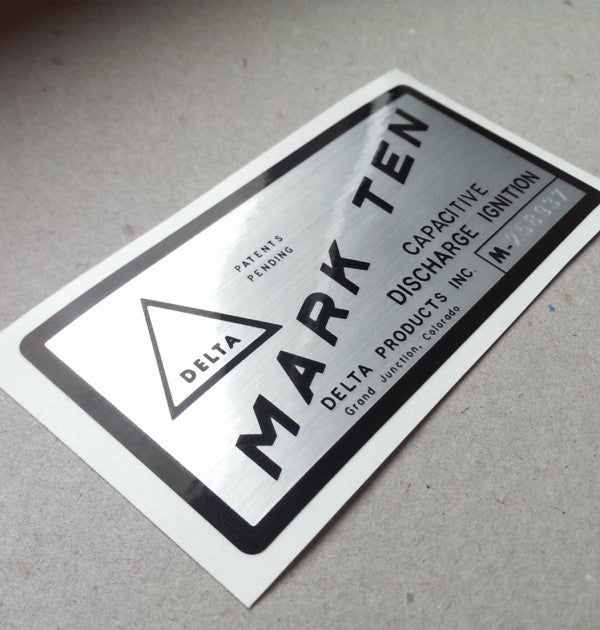 PATENTS
PENDING
DELTA
MARK TEN
CAPACITIVE
DISCHARGE IGNITION
DELTA PRODUCTS INC.
Grand Junction, Colorado
M-